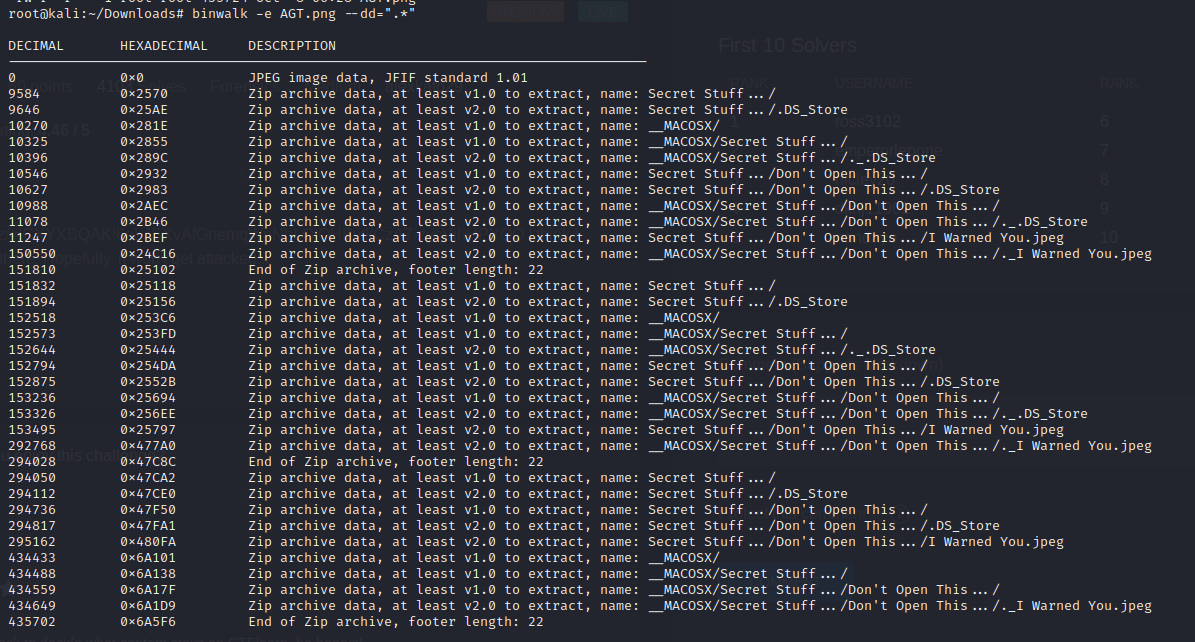 root@kali:~/Downloads# binwalk -e AGT.png --dd=".*"
DECIMAL HEXADECIMAL DESCRIPTION
0 0×0 JPEG image data, JFIF standard 1.01
9584 0×2570 Zip archive data, at least v1.0 to extract, name: Secret Stuff.../
9646 0×25AE Zip archive data, at least v2.0 to extract, name: Secret Stuff.../.DS_Store
10270 0×281E Zip archive data, at least v1.0 to extract, name: __MACOSX/
10325 0×2855 Zip archive data, at least v1.0 to extract, name: __MACOSX/Secret Stuff.../
10396 0×289C Zip archive data, at least v2.0 to extract, name: __MACOSX/Secret Stuff.../._.DS_Store
10546 0×2932 Zip archive data, at least v1.0 to extract, name: Secret Stuff.../Don't Open This.../
10627 0×2983 Zip archive data, at least v2.0 to extract, name: Secret Stuff.../Don't Open This.../.DS_Store
10988 0×2AEC Zip archive data, at least v1.0 to extract, name: __MACOSX/Secret Stuff.../Don't Open This.../
11078 0×2B46 Zip archive data, at least v2.0 to extract, name: __MACOSX/Secret Stuff.../Don't Open This.../._.DS_Store
11247 0×2BEF Zip archive data, at least v2.0 to extract, name: Secret Stuff.../Don't Open This.../I Warned You.jpeg
150550 0×24C16 Zip archive data, at least v2.0 to extract, name: __MACOSX/Secret Stuff.../Don't Open This.../._I Warned You.jpeg
151810 0×25102 End of Zip archive, footer length: 22
151832 0×25118 Zip archive data, at least v1.0 to extract, name: Secret Stuff.../
151894 0×25156 Zip archive data, at least v2.0 to extract, name: Secret Stuff.../.DS_Store
152518 0×253C6 Zip archive data, at least v1.0 to extract, name: __MACOSX/
152573 0×253FD Zip archive data, at least v1.0 to extract, name: __MACOSX/Secret Stuff.../
152644 0×25444 Zip archive data, at least v2.0 to extract, name: __MACOSX/Secret Stuff.../._.DS_Store
152794 0×254DA Zip archive data, at least v1.0 to extract, name: Secret Stuff.../Don't Open This.../
152875 0×2552B Zip archive data, at least v2.0 to extract, name: Secret Stuff.../Don't Open This.../.DS_Store
153236 0×25694 Zip archive data, at least v1.0 to extract, name: __MACOSX/Secret Stuff.../Don't Open This.../
153326 0×256EE Zip archive data, at least v2.0 to extract, name: __MACOSX/Secret Stuff.../Don't Open This.../._.DS_Store
153495 0×25797 Zip archive data, at least v2.0 to extract, name: Secret Stuff.../Don't Open This.../I Warned You.jpeg
292768 0×477A0 Zip archive data, at least v2.0 to extract, name: __MACOSX/Secret Stuff.../Don't Open This.../._I Warned You.jpeg
294028 0×47C8C End of Zip archive, footer length: 22
294050 0×47CA2 Zip archive data, at least v1.0 to extract, name: Secret Stuff.../
294112 0×47CE0 Zip archive data, at least v2.0 to extract, name: Secret Stuff.../.DS_Store
294736 0×47F50 Zip archive data, at least v1.0 to extract, name: Secret Stuff.../Don't Open This.../
294817 0×47FA1 Zip archive data, at least v2.0 to extract, name: Secret Stuff.../Don't Open This.../.DS_Store
295162 0×480FA Zip archive data, at least v2.0 to extract, name: Secret Stuff.../Don't Open This.../I Warned You.jpeg
434433 0×6A101 Zip archive data, at least v1.0 to extract, name: __MACOSX/
434488 0×6A138 Zip archive data, at least v1.0 to extract, name: __MACOSX/Secret Stuff.../
434559 0×6A17F Zip archive data, at least v1.0 to extract, name: __MACOSX/Secret Stuff.../Don't Open This.../
434649 0×6A1D9 Zip archive data, at least v2.0 to extract, name: __MACOSX/Secret Stuff.../Don't Open This.../._I Warned You.jpeg
435702 0×6A5F6 End of Zip archive, footer length: 22
First 10 Solvers
RANK USERNAME RANK
ross3102 6
7
8
9
10